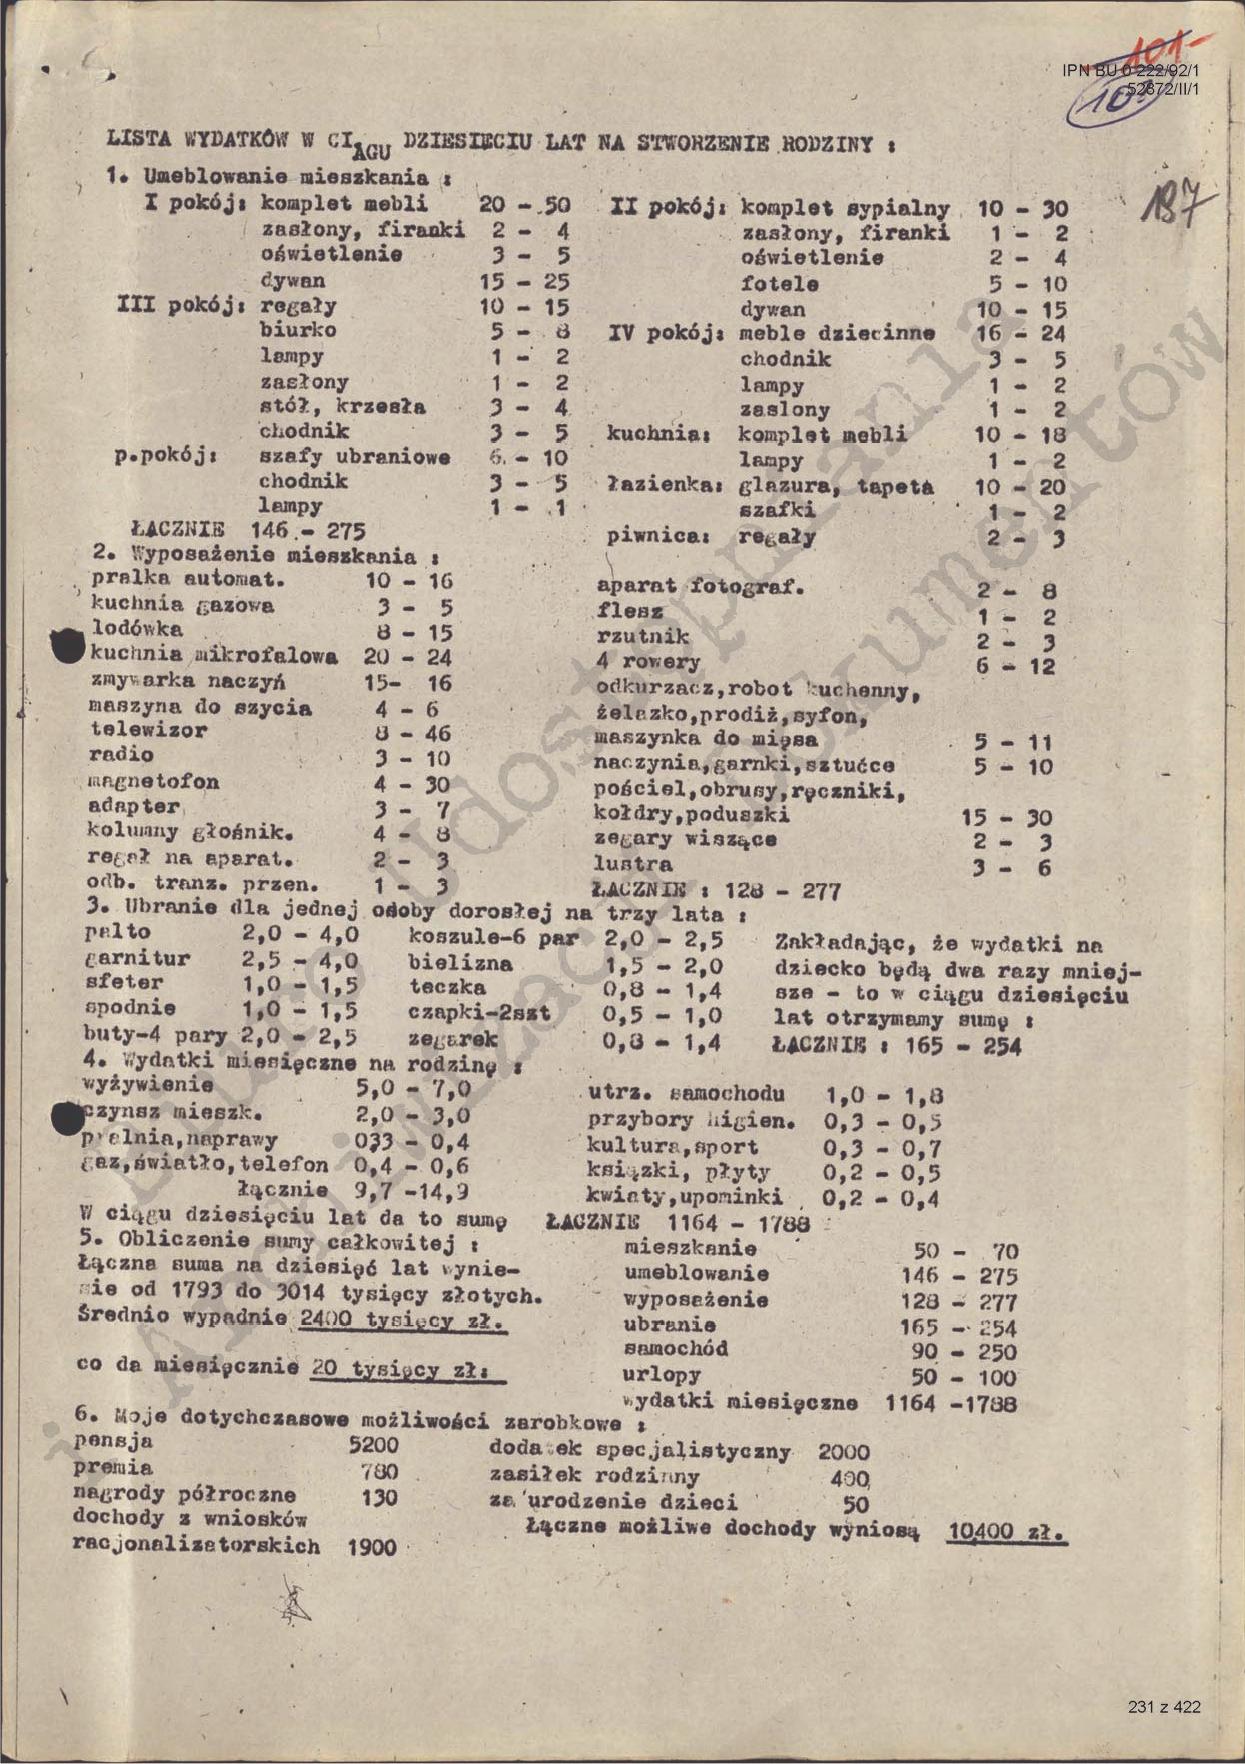 101-
IPN BU 0 222/92/1
52872/II/1
101
187
LISTA WYDATKÓW W CIĄGU DZIESIĘCIU LAT NA STWORZENIE RODZINY :
1. Umeblowanie mieszkania :
I pokój: komplet mebli 20 - 50 II pokój: komplet sypialny 10 - 30
zasłony, firanki 2 - 4 zasłony, firenki 1 - 2
oświetlenie 3 - 5 oświetlenie 2 - 4
dywan 15 - 25 fotele 5 - 10
III pokój: regały 10 - 15 dywan 10 - 15
biurko 5 - 8 IV pokój: meble dziecinne 16 - 24
lampy 1 - 2 chodnik 3 - 5
zasłony 1 - 2 lampy 1 - 2
stół, krzesła 3 - 4 zaslony 1 - 2
chodnik 3 - 5 kuchnia: komplet mebli 10 - 18
p.pokój: szafy ubraniowe 6 - 10 lampy 1 - 2
chodnik 3 - 5 łazienka: glazura, tapeta 10 - 20
lampy 1 - 1 szafki 1 - 2
ŁACZNIE 146 - 275 piwnica: regały 2 - 3
2. Wyposażenie mieszkania :
pralka automat. 10 - 16 aparat fotograf. 2 - 8
kuchnia gazowa 3 - 5 flesz 1 - 2
lodówka 8 - 15 rzutnik 2 - 3
kuchnia mikrofalowa 20 - 24 4 rowery 6 - 12
zmywarka naczyń 15- 16 odkurzacz,robot kuchenny,
maszyna do szycia 4 - 6 żelazko,prodiż,syfon,
telewizor 8 - 46 maszynka do mięsa 5 - 11
radio 3 - 10 naczynia,garnki,sztućce 5 - 10
magnetofon 4 - 30 pościel,obrusy,ręczniki,
adapter 3 - 7 kołdry,poduszki 15 - 30
kolumny głośnik. 4 - 8 zegary wiszące 2 - 3
regał na aparat. 2 - 3 lustra 3 - 6
odb. tranz. przen. 1 - 3 ŁACZNIE : 128 - 277
3. Ubranie dla jednej osoby dorosłej na trzy lata :
palto 2,0 - 4,0 koszule-6 par 2,0 - 2,5 Zakładając, że wydatki na
garnitur 2,5 - 4,0 bielizna 1,5 - 2,0 dziecko będą dwa razy mniej-
sfeter 1,0 - 1,5 teczka 0,8 - 1,4 sze - to w ciągu dziesięciu
spodnie 1,0 - 1,5 czapki-2szt 0,5 - 1,0 lat otrzymamy sumę :
buty-4 pary 2,0 - 2,5 zegarek 0,8 - 1,4 ŁACZNIE : 165 - 254
4. Wydatki miesięczne na rodzinę :
wyżywienie 5,0 - 7,0 utrz. samochodu 1,0 - 1,8
czynsz mieszk. 2,0 - 3,0 przybory higien. 0,3 - 0,5
pralnia,naprawy 0,3 - 0,4 kultura,sport 0,3 - 0,7
gaz,światło,telefon 0,4 - 0,6 książki, płyty 0,2 - 0,5
łącznie 9,7 -14,9 kwiaty,upominki 0,2 - 0,4
W ciągu dziesięciu lat da to sumę ŁACZNIE 1164 - 1788
5. Obliczenie sumy całkowitej : mieszkanie 50 - 70
Łączna suma na dziesięć lat wynie- umeblowanie 146 - 275
sie od 1793 do 3014 tysięcy złotych. wyposażenie 128 - 277
Średnio wypadnie 2400 tysięcy zł. ubranie 165 - 254
samochód 90 - 250
co da miesięcznie 20 tysięcy zł: urlopy 50 - 100
wydatki miesięczne 1164 -1788
6. Moje dotychczasowe możliwości zarobkowe :
pensja 5200 dodatek specjalistyczny 2000
premia 780 zasiłek rodzinny 400
nagrody półroczne 130 za urodzenie dzieci 50
dochody z wniosków Łączne możliwe dochody wyniosą 10400 zł.
racjonalizatorskich 1900
231 z 422